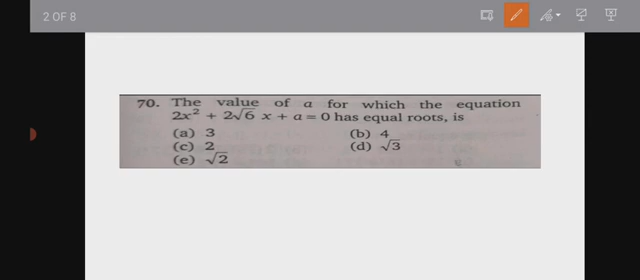 2 OF 8
70. The value of a for which the equation
2x² + 2√6 x + a = 0 has equal roots, is
(a) 3 (b) 4
(c) 2 (d) √3
(e) √2